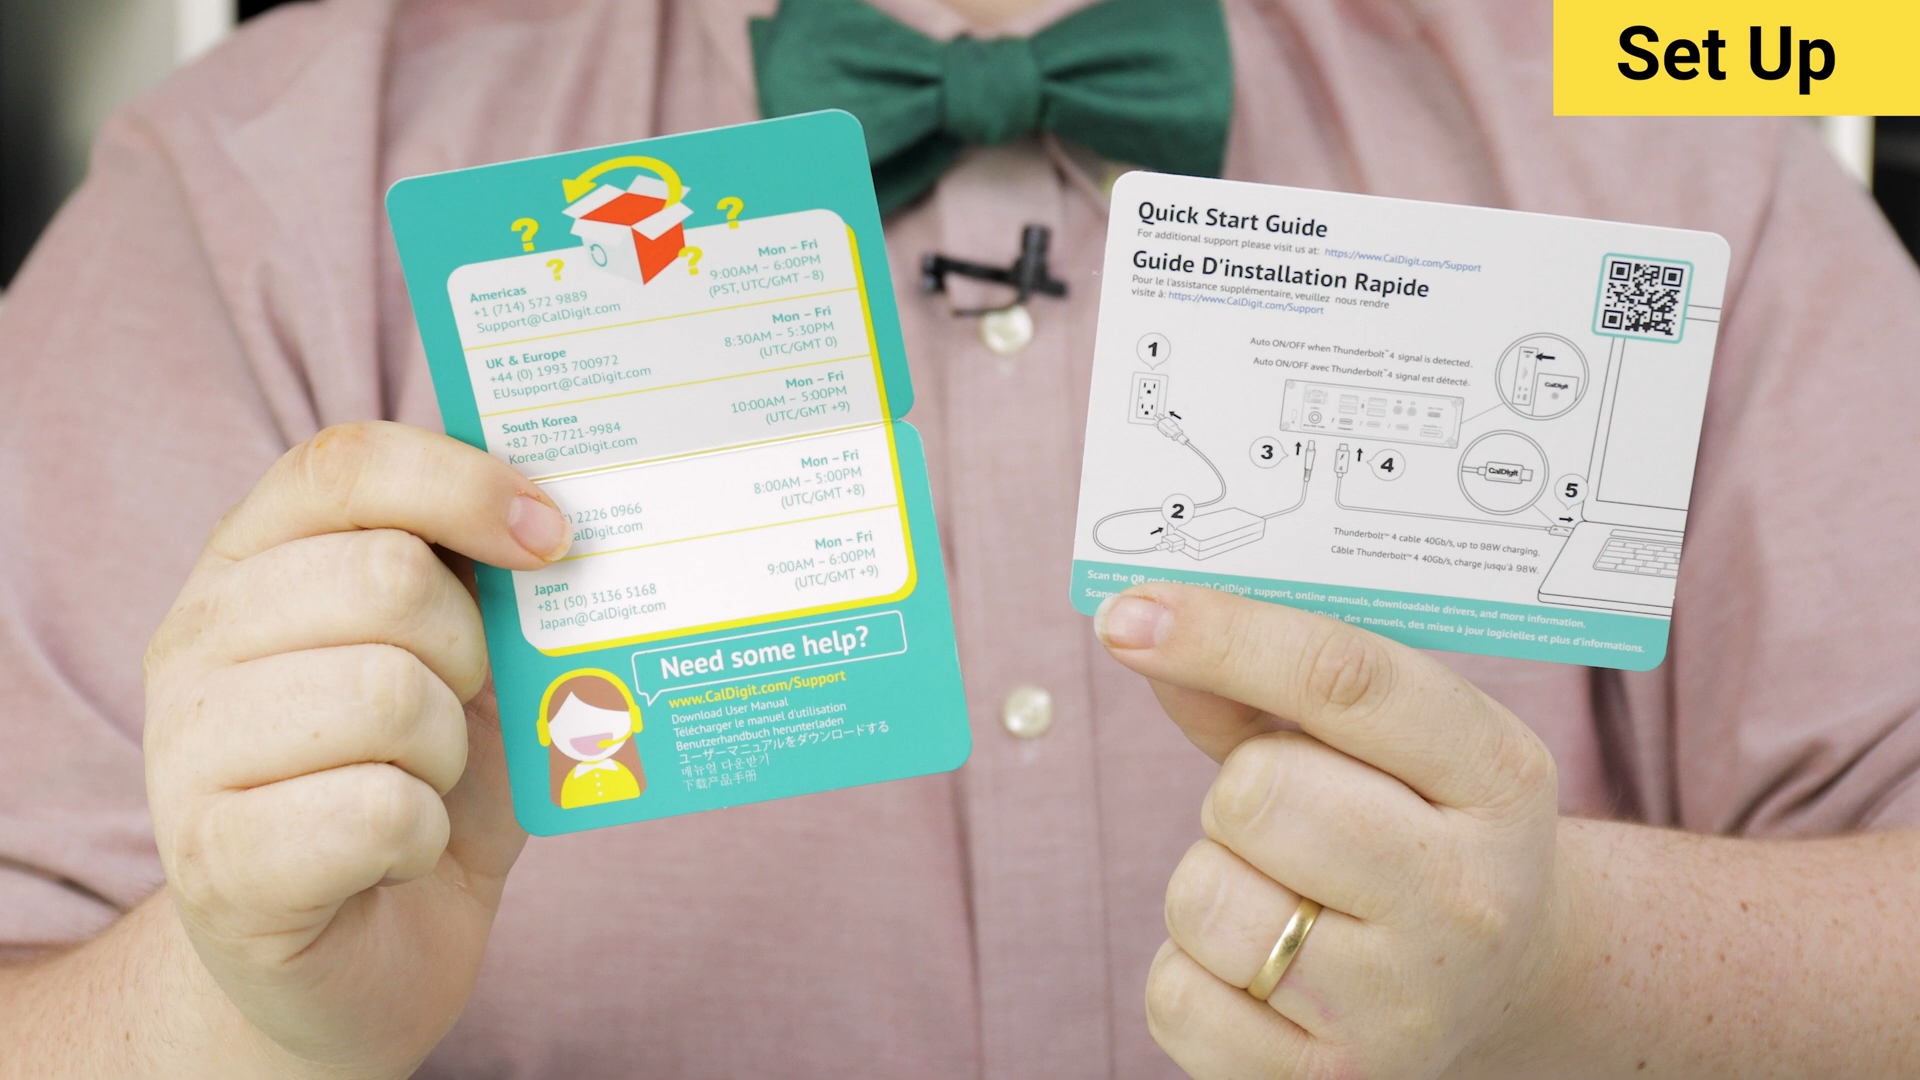 Set Up
Mon – Fri
9:00AM – 6:00PM
(PST, UTC/GMT –8)
Americas
+1 (714) 572 9889
Support@CalDigit.com
Mon – Fri
8:30AM – 5:30PM
(UTC/GMT 0)
UK & Europe
+44 (0) 1993 700972
EUsupport@CalDigit.com
Mon – Fri
10:00AM – 5:00PM
(UTC/GMT +9)
South Korea
+82 70-7721-9984
Korea@CalDigit.com
Mon – Fri
8:00AM – 5:00PM
(UTC/GMT +8)
) 2226 0966
alDigit.com
Mon – Fri
9:00AM – 6:00PM
(UTC/GMT +9)
Japan
+81 (50) 3136 5168
Japan@CalDigit.com
Need some help?
www.CalDigit.com/Support
Download User Manual
Télécharger le manuel d'utilisation
Benutzerhandbuch herunterladen
ユーザーマニュアルをダウンロードする
매뉴얼 다운받기
下载产品手册
Quick Start Guide
For additional support please visit us at: https://www.CalDigit.com/Support
Guide D'installation Rapide
Pour le l'assistance supplémentaire, veuillez nous rendre
visite à: https://www.CalDigit.com/Support
1
Auto ON/OFF when Thunderbolt™ 4 signal is detected.
Auto ON/OFF avec Thunderbolt™ 4 signal est détecté.
CalDigit
3
4
CalDigit
5
2
Thunderbolt™ 4 cable 40Gb/s, up to 98W charging.
Câble Thunderbolt™ 4 40Gb/s, charge jusqu'à 98W.
Scan the QR code to reach CalDigit support, online manuals, downloadable drivers, and more information.
des manuels, des mises à jour logicielles et plus d'informations.